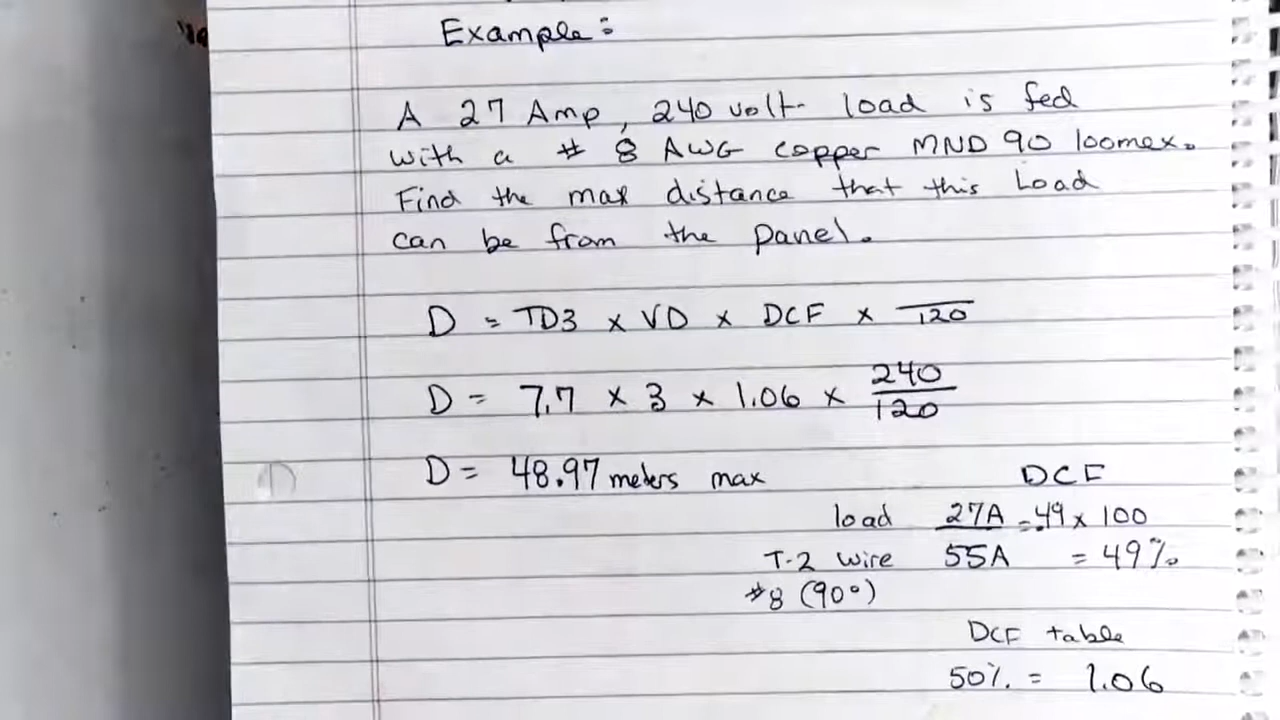 Example:
A 27 Amp, 240 volt load is fed
with a # 8 AWG copper MND 90 loomex.
Find the max distance that this Load
can be from the panel.
D = TD3 x VD x DCF x /120
D = 7.7 x 3 x 1.06 x 240/120
D = 48.97 meters max
DCF
load 27A = .49 x 100
T-2 wire 55A = 49%
#8 (90°)
DCF table
50% = 1.06